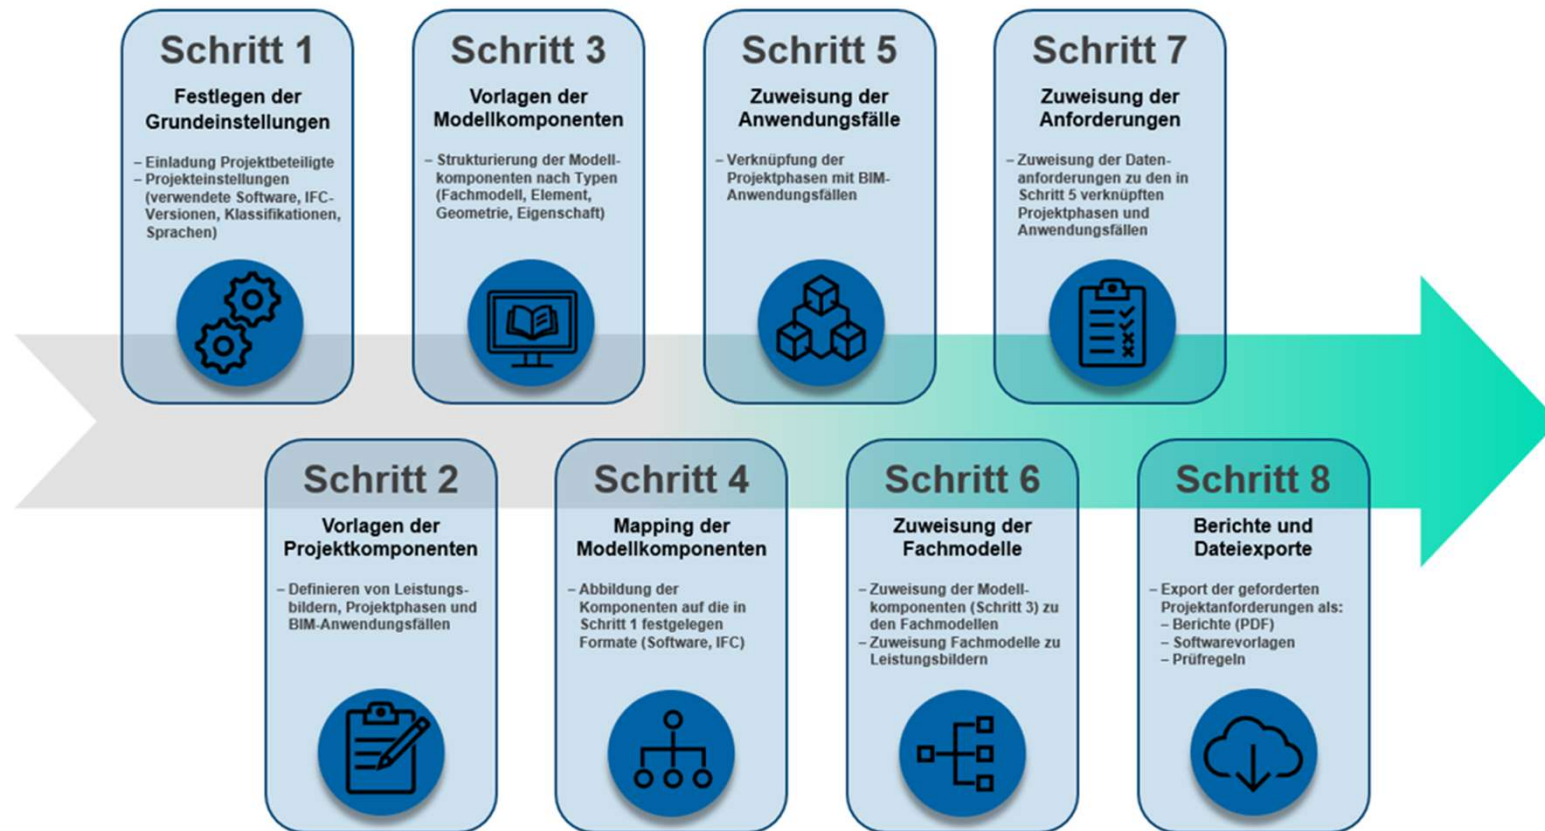 Schritt 1
Festlegen der
Grundeinstellungen
– Einladung Projektbeteiligte
– Projekteinstellungen
(verwendete Software, IFC-
Versionen, Klassifikationen,
Sprachen)
Schritt 2
Vorlagen der
Projektkomponenten
– Definieren von Leistungs-
bildern, Projektphasen und
BIM-Anwendungsfällen
Schritt 3
Vorlagen der
Modellkomponenten
– Strukturierung der Modell-
komponenten nach Typen
(Fachmodell, Element,
Geometrie, Eigenschaft)
Schritt 4
Mapping der
Modellkomponenten
– Abbildung der
Komponenten auf die in
Schritt 1 festgelegen
Formate (Software, IFC)
Schritt 5
Zuweisung der
Anwendungsfälle
– Verknüpfung der
Projektphasen mit BIM-
Anwendungsfällen
Schritt 6
Zuweisung der
Fachmodelle
– Zuweisung der Modell-
komponenten (Schritt 3) zu
den Fachmodellen
– Zuweisung Fachmodelle zu
Leistungsbildern
Schritt 7
Zuweisung der
Anforderungen
– Zuweisung der Daten-
anforderungen zu den in
Schritt 5 verknüpften
Projektphasen und
Anwendungsfällen
Schritt 8
Berichte und
Dateiexporte
– Export der geforderten
Projektanforderungen als:
– Berichte (PDF)
– Softwarevorlagen
– Prüfregeln